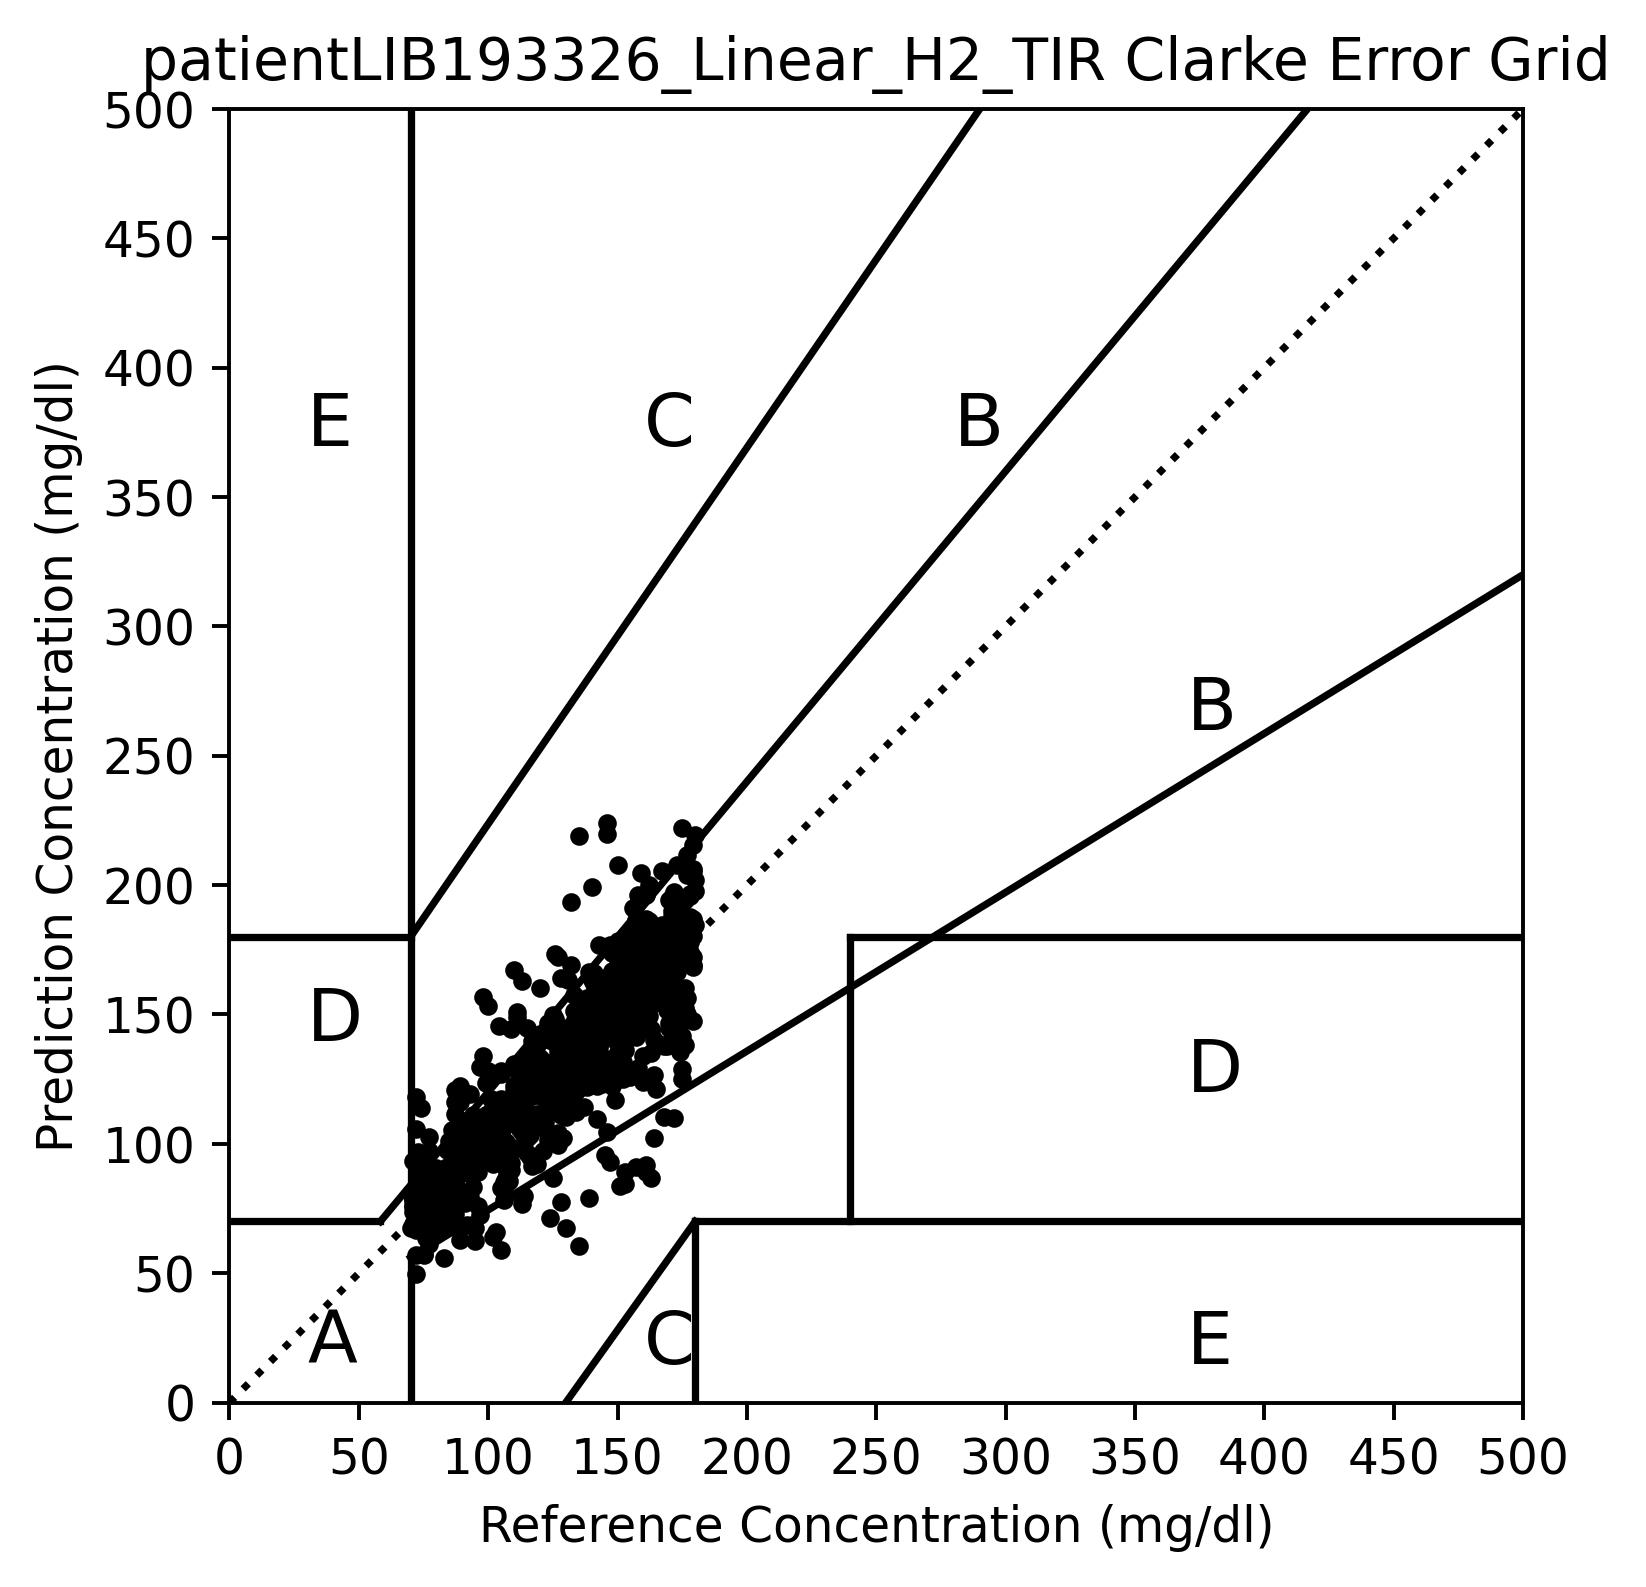 patientLIB193326_Linear_H2_TIR Clarke Error Grid
500
450
400
350
300
250
200
150
100
50
0
Prediction Concentration (mg/dl)
E
C
B
B
D
D
A
C
E
0 50 100 150 200 250 300 350 400 450 500
Reference Concentration (mg/dl)